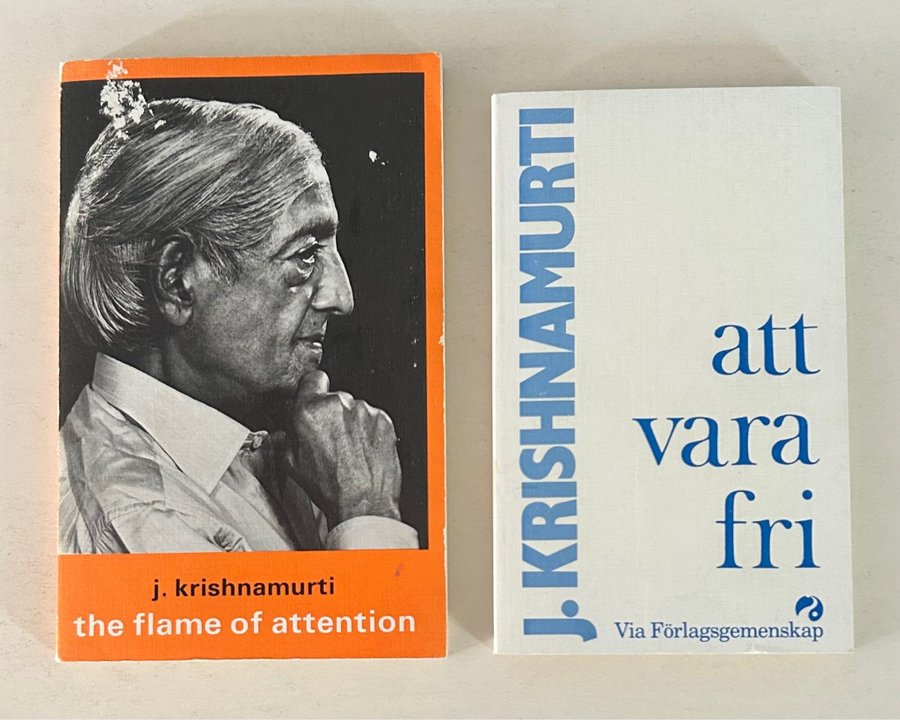 j. krishnamurti
the flame of attention
J. KRISHNAMURTI
att
vara
fri
Via Förlagsgemenskap